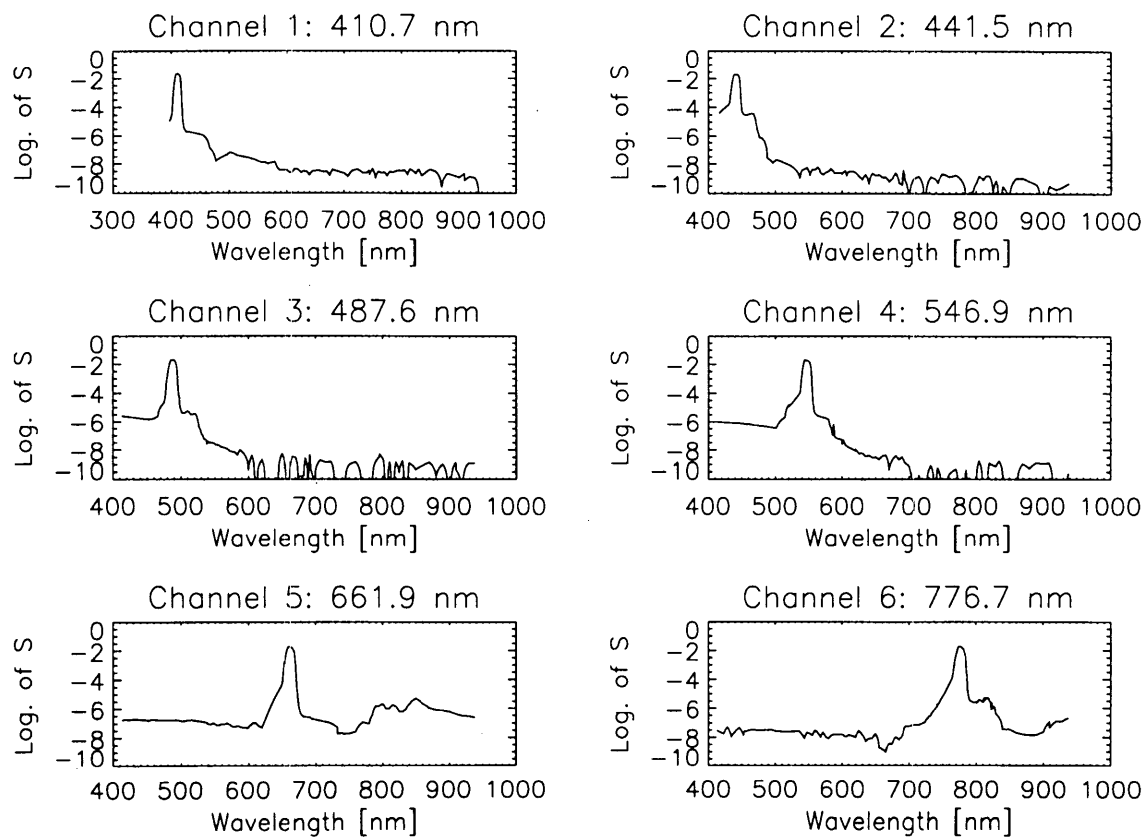 Channel 1: 410.7 nm
Log. of S
0
−2
−4
−6
−8
−10
300 400 500 600 700 800 900 1000
Wavelength [nm]
Channel 2: 441.5 nm
Log. of S
0
−2
−4
−6
−8
−10
400 500 600 700 800 900 1000
Wavelength [nm]
Channel 3: 487.6 nm
Log. of S
0
−2
−4
−6
−8
−10
400 500 600 700 800 900 1000
Wavelength [nm]
Channel 4: 546.9 nm
Log. of S
0
−2
−4
−6
−8
−10
400 500 600 700 800 900 1000
Wavelength [nm]
Channel 5: 661.9 nm
Log. of S
0
−2
−4
−6
−8
−10
400 500 600 700 800 900 1000
Wavelength [nm]
Channel 6: 776.7 nm
Log. of S
0
−2
−4
−6
−8
−10
400 500 600 700 800 900 1000
Wavelength [nm]